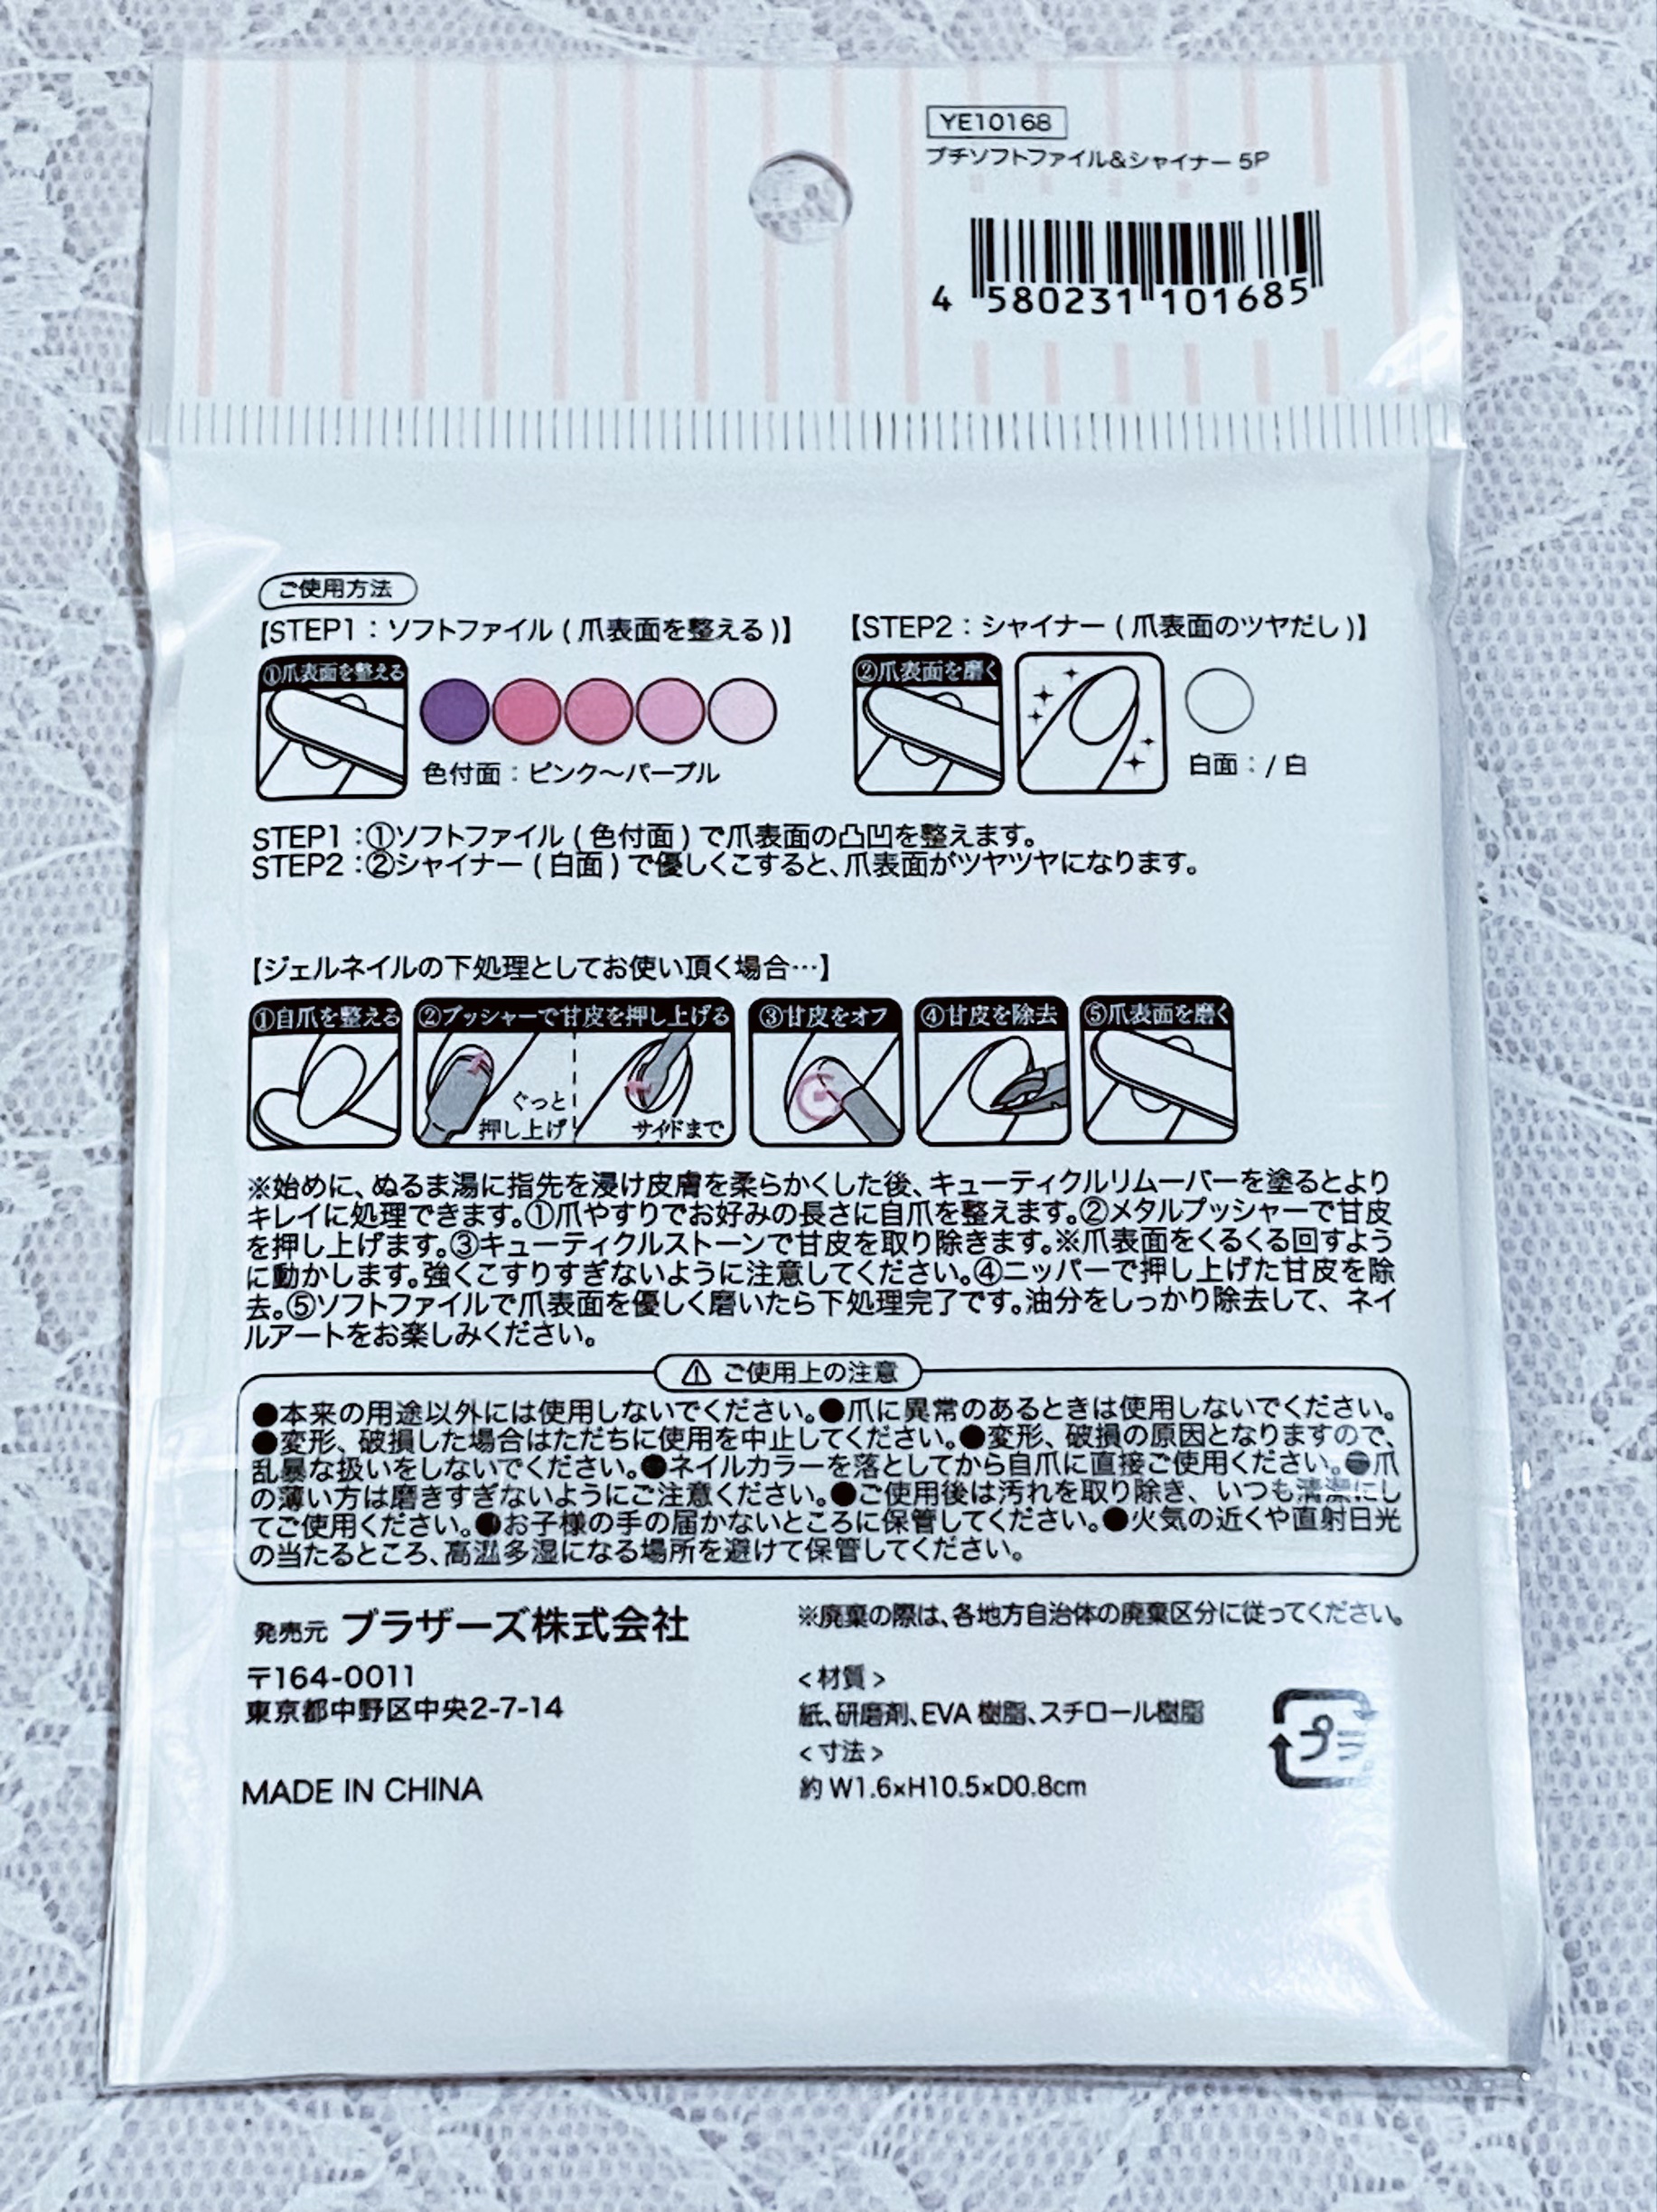 YE10168
プチソフトファイル&シャイナー 5P
4 580231 101685
ご使用方法
【STEP1：ソフトファイル(爪表面を整える)】
①爪表面を整える
色付面：ピンク〜パープル
【STEP2：シャイナー(爪表面のツヤだし)】
②爪表面を磨く
白面：/白
STEP1：①ソフトファイル(色付面)で爪表面の凸凹を整えます。
STEP2：②シャイナー(白面)で優しくこすると、爪表面がツヤツヤになります。
【ジェルネイルの下処理としてお使い頂く場合…】
①自爪を整える
②プッシャーで甘皮を押し上げる
ぐっと
押し上げ
サイドまで
③甘皮をオフ
④甘皮を除去
⑤爪表面を磨く
※始めに、ぬるま湯に指先を浸け皮膚を柔らかくした後、キューティクルリムーバーを塗るとより
キレイに処理できます。①爪やすりでお好みの長さに自爪を整えます。②メタルプッシャーで甘皮
を押し上げます。③キューティクルストーンで甘皮を取り除きます。※爪表面をくるくる回すよう
に動かします。強くこすりすぎないように注意してください。④ニッパーで押し上げた甘皮を除
去。⑤ソフトファイルで爪表面を優しく磨いたら下処理完了です。油分をしっかり除去して、ネイ
ルアートをお楽しみください。
⚠ ご使用上の注意
●本来の用途以外には使用しないでください。●爪に異常のあるときは使用しないでください。
●変形、破損した場合はただちに使用を中止してください。●変形、破損の原因となりますので、
乱暴な扱いをしないでください。●ネイルカラーを落としてから自爪に直接ご使用ください。●爪
の薄い方は磨きすぎないようにご注意ください。●ご使用後は汚れを取り除き、いつも清潔にし
てご使用ください。●お子様の手の届かないところに保管してください。●火気の近くや直射日光
の当たるところ、高温多湿になる場所を避けて保管してください。
発売元 ブラザーズ株式会社
〒164-0011
東京都中野区中央2-7-14
MADE IN CHINA
※廃棄の際は、各地方自治体の廃棄区分に従ってください。
<材質>
紙、研磨剤、EVA 樹脂、スチロール樹脂
<寸法>
約 W1.6×H10.5×D0.8cm
プ